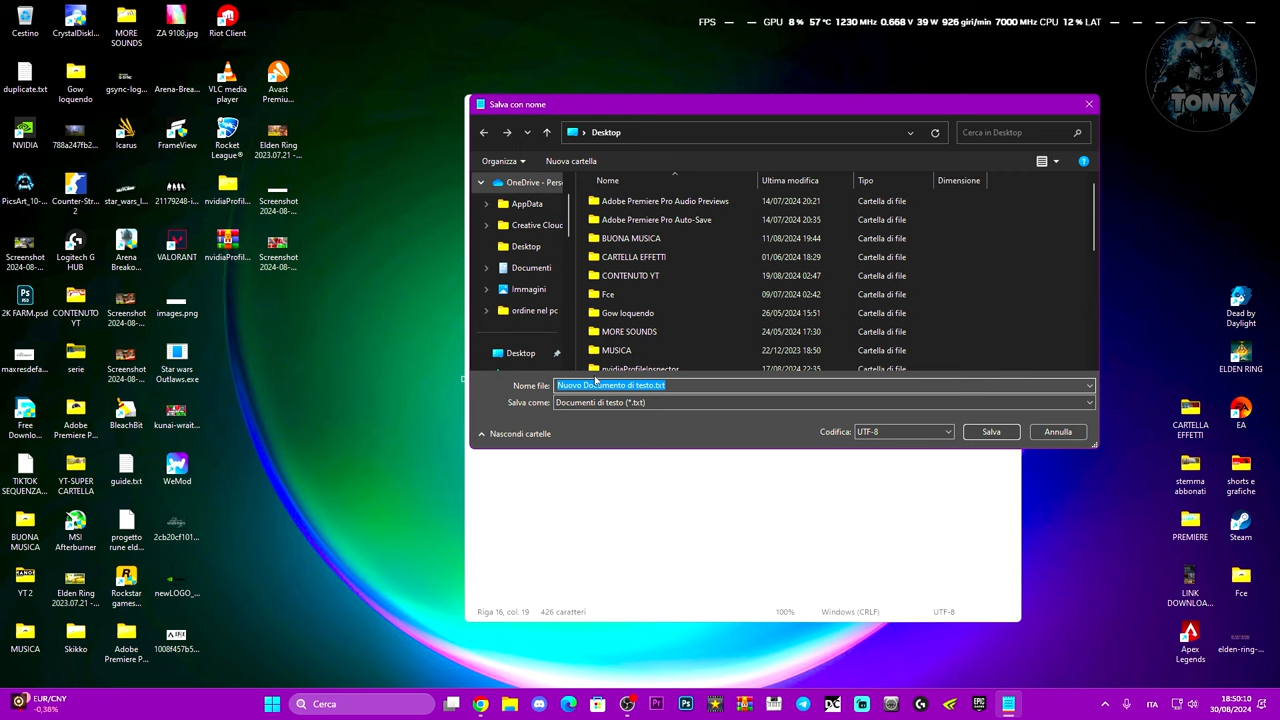 FPS — — GPU 8 % 57 °C 1230 MHz 0.668 V 39 W 926 giri/min 7000 MHz CPU 12 % LAT — — — — — — —
TONY
Cestino
CrystalDiskI...
MORE SOUNDS
ZA 9108.jpg
Riot Client
duplicate.txt
Gow loquendo
gsync-log...
Arena-Brea...
VLC media player
Avast Premiu...
NVIDIA
788a247fb2...
Icarus
FrameView
Rocket League®
Elden Ring 2023.07.21 -...
PicsArt_10-...
Counter-Str... 2
star_wars_l...
21179248-i...
nvidiaProfil...
Screenshot 2024-08-...
Screenshot 2024-08-...
Logitech G HUB
Arena Breako...
VALORANT
nvidiaProfil...
Screenshot 2024-08-...
2K FARM.psd
CONTENUTO YT
Screenshot 2024-08-...
images.png
maxresdefa...
serie
Screenshot 2024-08-...
Star wars Outlaws.exe
Free Downlo...
Adobe Premiere P...
BleachBit
kunai-wrait...
TIKTOK SEQUENZA...
YT-SUPER CARTELLA
guide.txt
WeMod
BUONA MUSICA
MSI Afterburner
progetto rune eld...
2cb20cf101...
YT 2
Elden Ring 2023.07.21 -...
Rockstar games...
newLOGO_...
MUSICA
Skikko
Adobe Premiere P...
1008f457b5...
Salva con nome
Desktop
Cerca in Desktop
Organizza
Nuova cartella
OneDrive - Perso
AppData
Creative Cloud
Desktop
Documenti
Immagini
ordine nel pc
Desktop
Nome
Ultima modifica
Tipo
Dimensione
Adobe Premiere Pro Audio Previews 14/07/2024 20:21 Cartella di file
Adobe Premiere Pro Auto-Save 14/07/2024 20:35 Cartella di file
BUONA MUSICA 11/08/2024 19:44 Cartella di file
CARTELLA EFFETTI 01/06/2024 18:29 Cartella di file
CONTENUTO YT 19/08/2024 02:47 Cartella di file
Fce 09/07/2024 02:42 Cartella di file
Gow loquendo 26/05/2024 15:51 Cartella di file
MORE SOUNDS 24/05/2024 17:30 Cartella di file
MUSICA 22/12/2023 18:50 Cartella di file
nvidiaProfileInspector 17/08/2024 22:35 Cartella di file
Nome file: Nuovo Documento di testo.txt
Salva come: Documenti di testo (*.txt)
Nascondi cartelle
Codifica: UTF-8
Salva
Annulla
Riga 16, col. 19
426 caratteri
100%
Windows (CRLF)
UTF-8
Dead by Daylight
ELDEN RING
CARTELLA EFFETTI
EA
stemma abbonati
shorts e grafiche
PREMIERE
Steam
LINK DOWNLOA...
Fce
Apex Legends
elden-ring-...
EUR/CNY
-0,38%
Cerca
ITA
18:50:10
30/08/2024